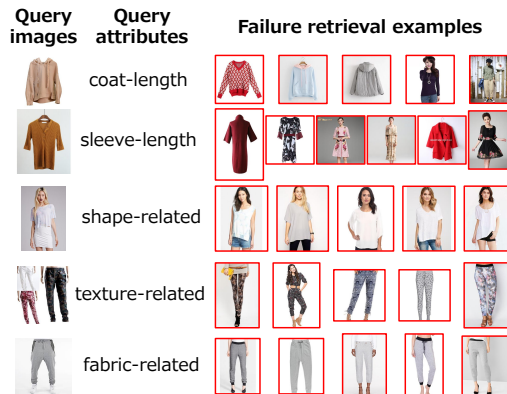 Query images
Query attributes
Failure retrieval examples
coat-length
sleeve-length
shape-related
texture-related
fabric-related